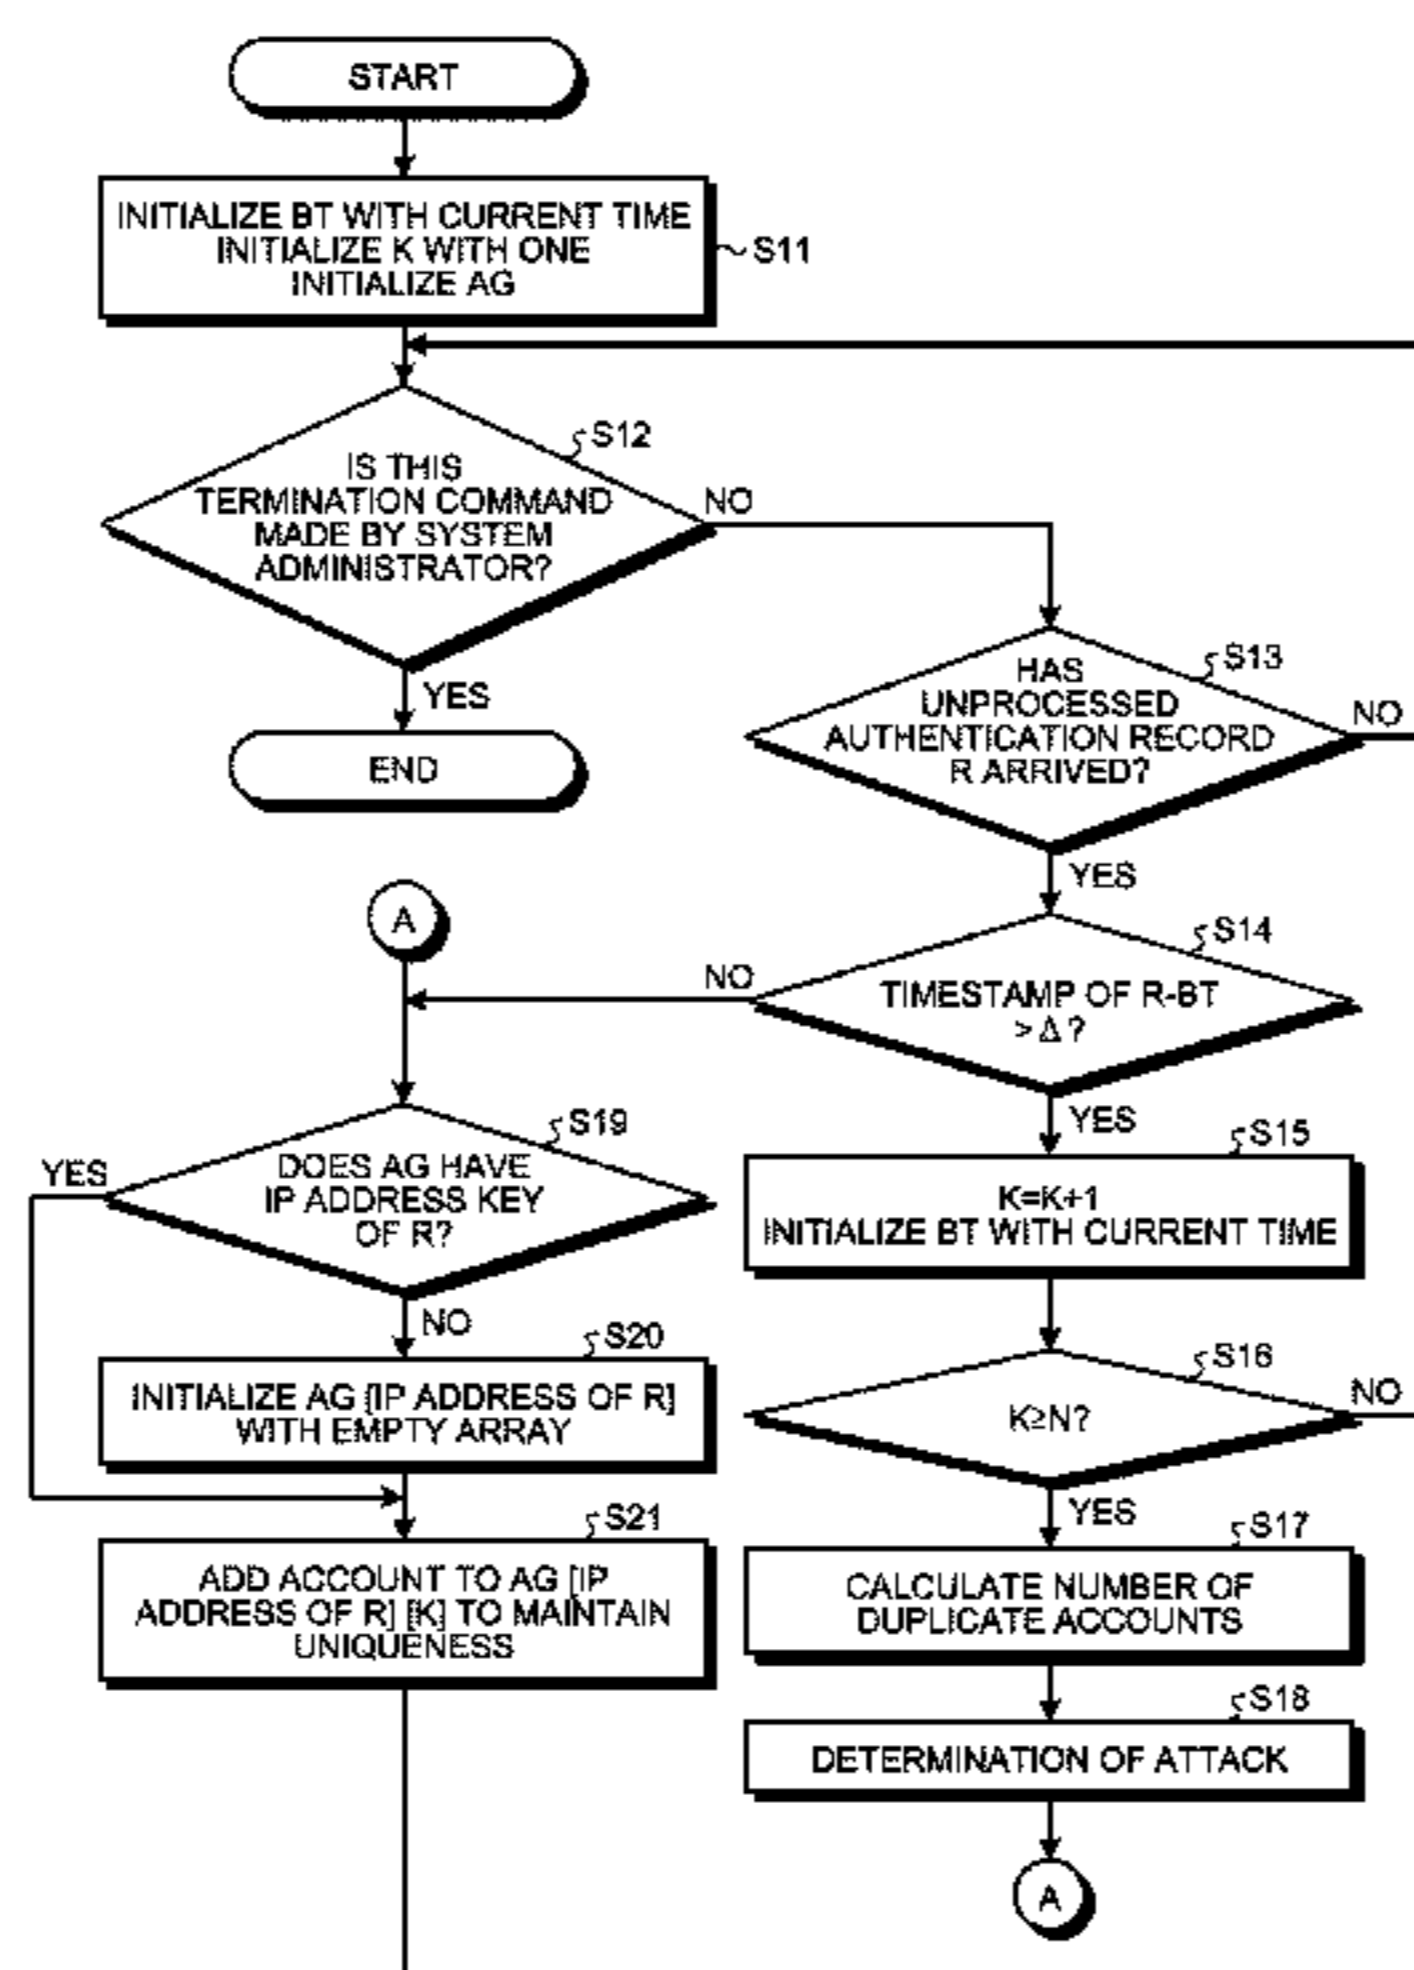 START
INITIALIZE BT WITH CURRENT TIME
INITIALIZE K WITH ONE
INITIALIZE AG
S11
S12
IS THIS
TERMINATION COMMAND
MADE BY SYSTEM
ADMINISTRATOR?
NO
YES
END
S13
HAS
UNPROCESSED
AUTHENTICATION RECORD
R ARRIVED?
NO
YES
S14
TIMESTAMP OF R-BT
>Δ?
NO
YES
S15
K=K+1
INITIALIZE BT WITH CURRENT TIME
S16
K≥N?
NO
YES
S17
CALCULATE NUMBER OF
DUPLICATE ACCOUNTS
S18
DETERMINATION OF ATTACK
A
A
S19
DOES AG HAVE
IP ADDRESS KEY
OF R?
YES
NO
S20
INITIALIZE AG [IP ADDRESS OF R]
WITH EMPTY ARRAY
S21
ADD ACCOUNT TO AG [IP
ADDRESS OF R] [K] TO MAINTAIN
UNIQUENESS